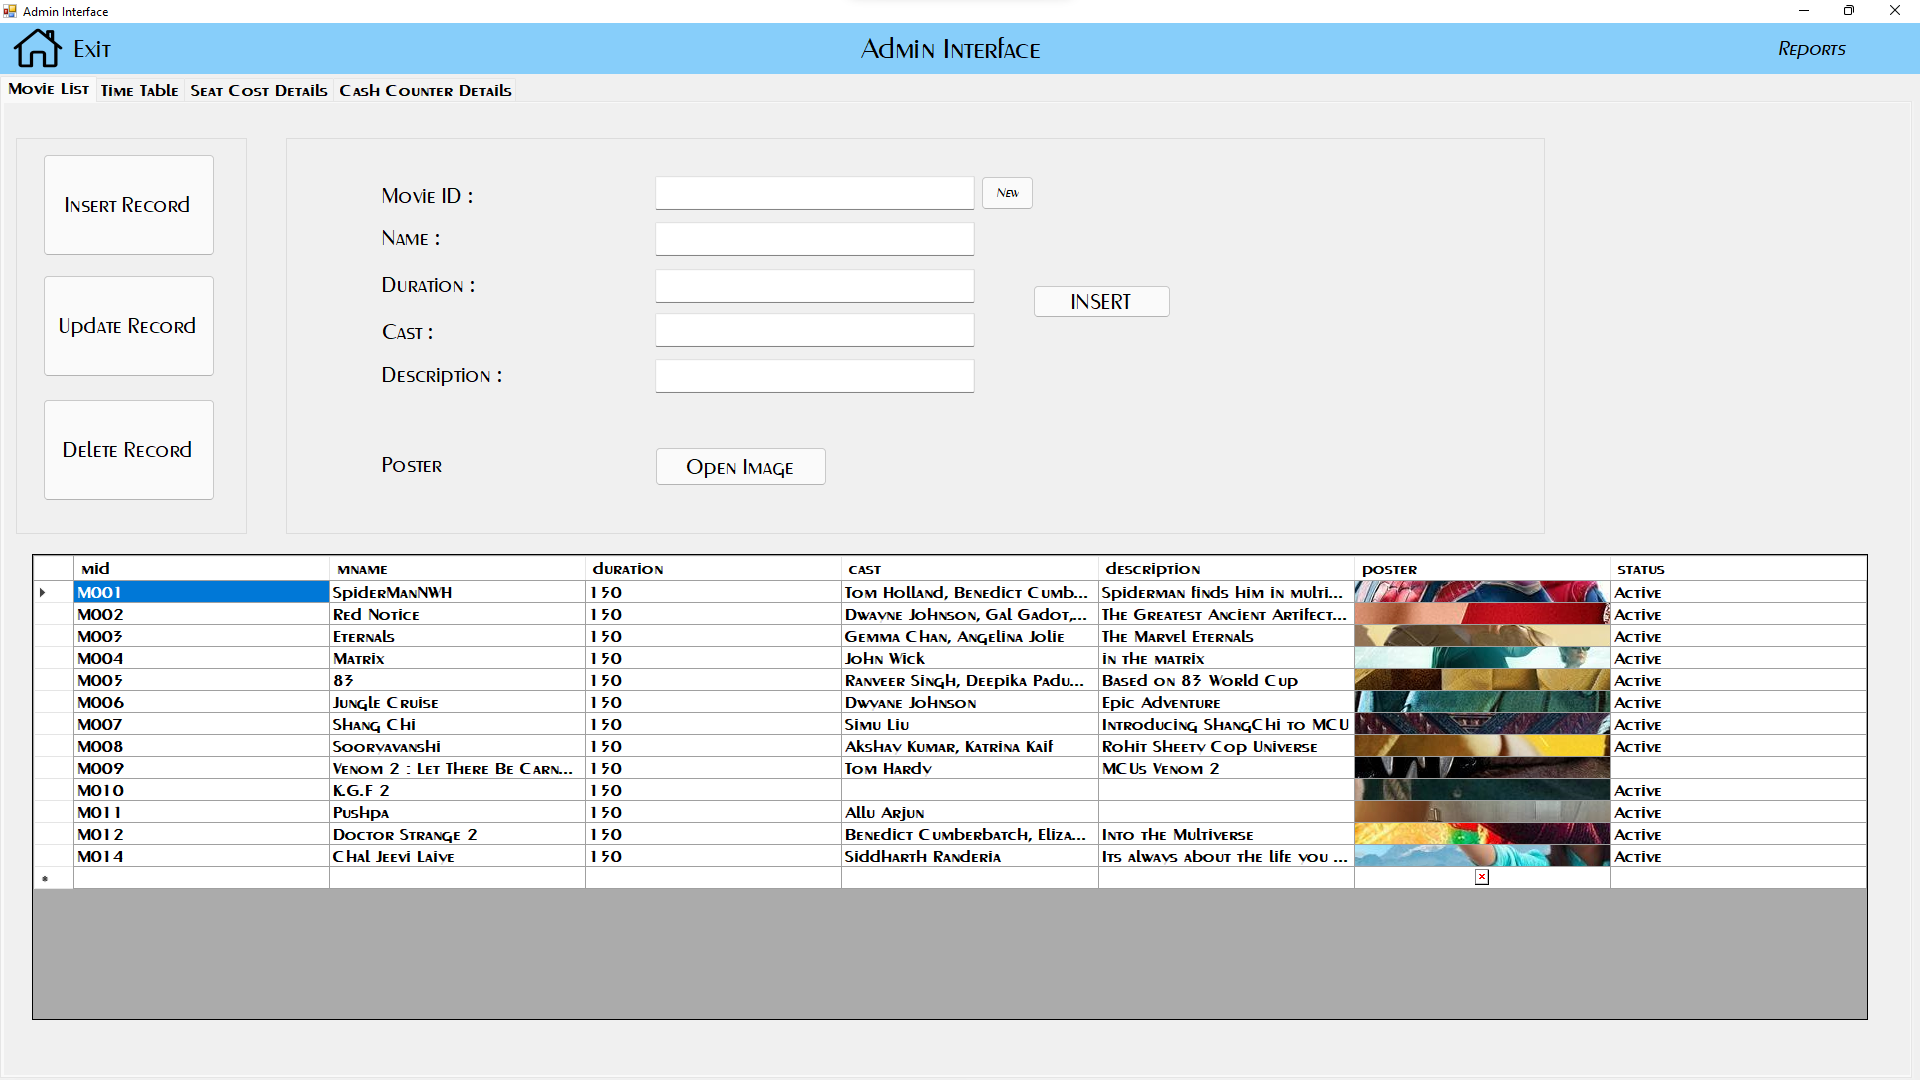 Admin Interface
Exit
Admin Interface
Reports
Movie List Time Table Seat Cost Details Cash Counter Details
Insert Record
Update Record
Delete Record
Movie ID :
New
Name :
Duration :
INSERT
Cast :
Description :
Poster
Open Image
mid mname duration cast description poster status
M001 SpiderManNWH 150 Tom Holland, Benedict Cumb... Spiderman finds him in multi... Active
M002 Red Notice 150 Dwayne Johnson, Gal Gadot,... The Greatest Ancient Artifect... Active
M003 Eternals 150 Gemma Chan, Angelina Jolie The Marvel Eternals Active
M004 Matrix 150 John Wick in the matrix Active
M005 83 150 Ranveer Singh, Deepika Padu... Based on 83 World Cup Active
M006 Jungle Cruise 150 Dwyane Johnson Epic Adventure Active
M007 Shang Chi 150 Simu Liu Introducing ShangChi to MCU Active
M008 Sooryavanshi 150 Akshay Kumar, Katrina Kaif Rohit Sheety Cop Universe Active
M009 Venom 2 : Let There Be Carn... 150 Tom Hardy MCUs Venom 2
M010 K.G.F 2 150 Active
M011 Pushpa 150 Allu Arjun Active
M012 Doctor Strange 2 150 Benedict Cumberbatch, Eliza... Into the Multiverse Active
M014 Chal Jeevi Laive 150 Siddharth Randeria Its always about the life you ... Active